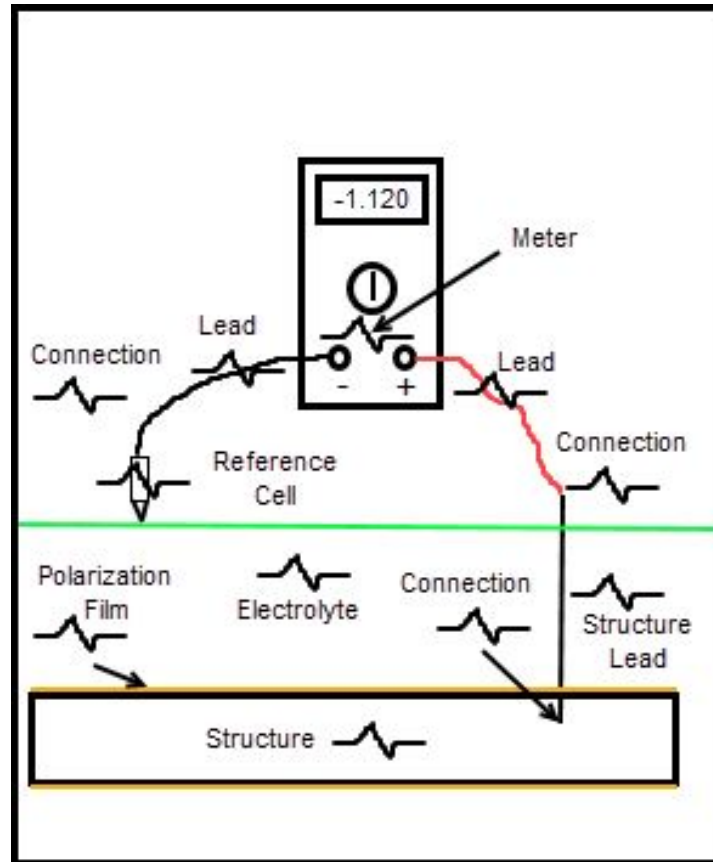 -1.120
Meter
Lead
Connection
- +
Lead
Connection
Reference
Cell
Polarization
Film
Electrolyte
Connection
Structure
Lead
Structure